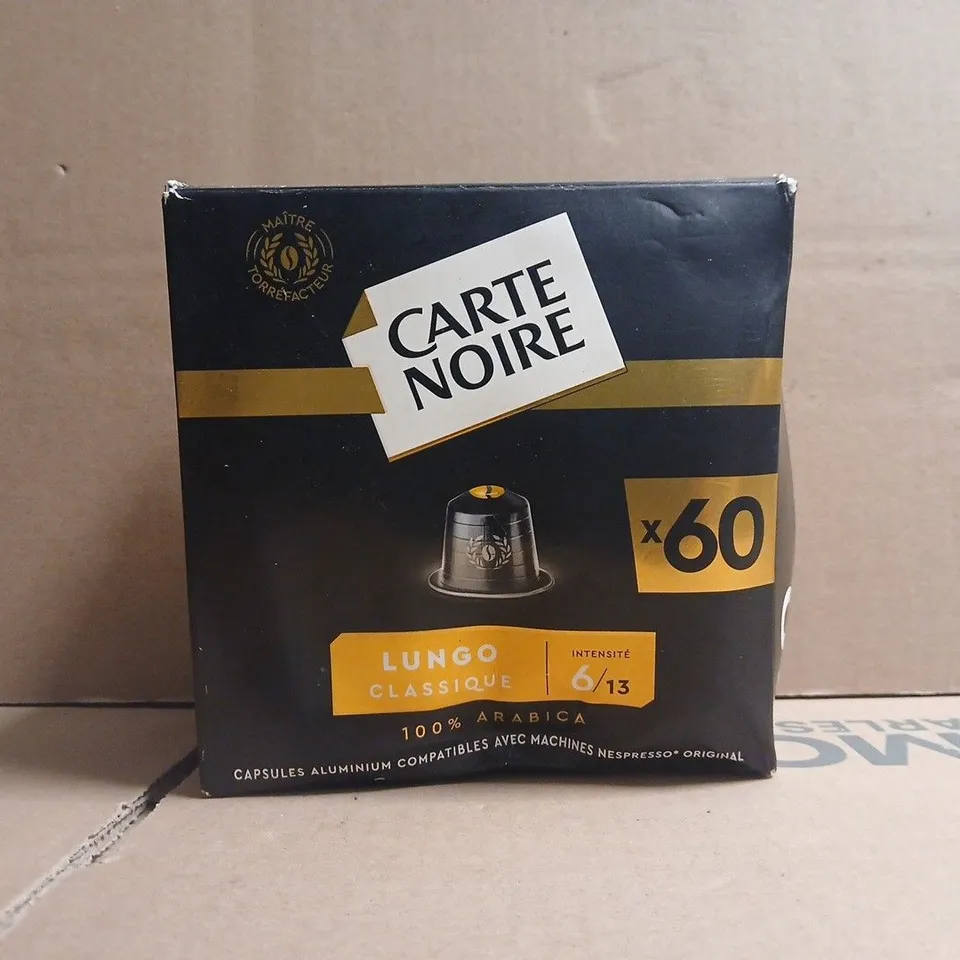 MAÎTRE
TORRÉFACTEUR
CARTE
NOIRE
x60
LUNGO
CLASSIQUE
INTENSITÉ
6/13
100% ARABICA
CAPSULES ALUMINIUM COMPATIBLES AVEC MACHINES NESPRESSO* ORIGINAL